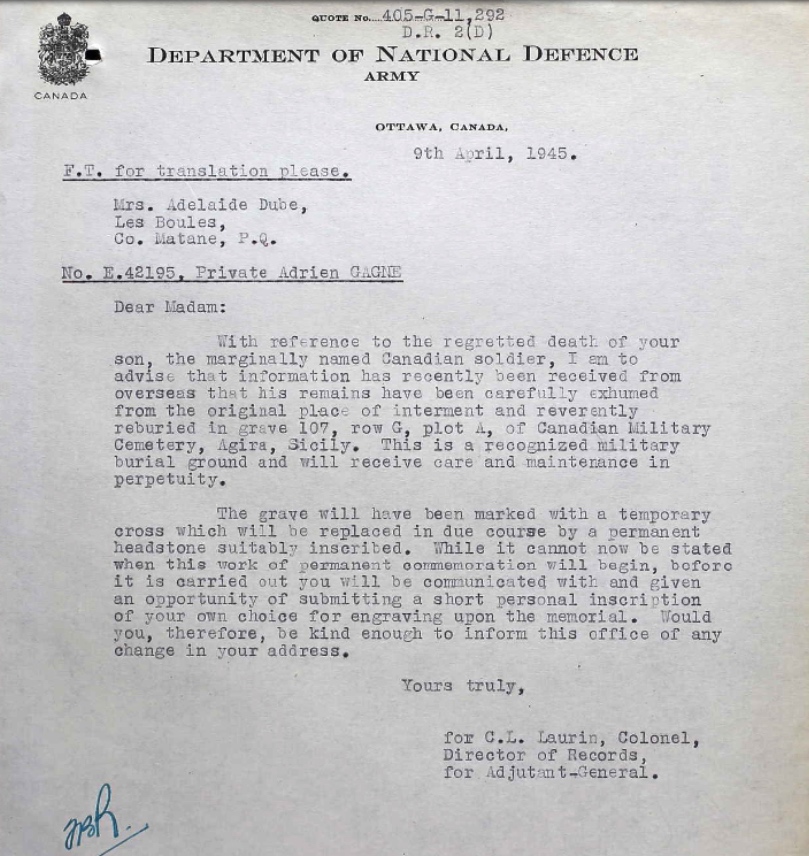 QUOTE No....405-G-11,292
D.R. 2(D)
DEPARTMENT OF NATIONAL DEFENCE
ARMY
CANADA
OTTAWA, CANADA,
9th April, 1945.
F.T. for translation please.
Mrs. Adelaide Dube,
Les Boules,
Co. Matane, P.Q.
No. E.42195, Private Adrien GAGNE
Dear Madam:
With reference to the regretted death of your
son, the marginally named Canadian soldier, I am to
advise that information has recently been received from
overseas that his remains have been carefully exhumed
from the original place of interment and reverently
reburied in grave 107, row G, plot A, of Canadian Military
Cemetery, Agira, Sicily. This is a recognized military
burial ground and will receive care and maintenance in
perpetuity.
The grave will have been marked with a temporary
cross which will be replaced in due course by a permanent
headstone suitably inscribed. While it cannot now be stated
when this work of permanent commemoration will begin, before
it is carried out you will be communicated with and given
an opportunity of submitting a short personal inscription
of your own choice for engraving upon the memorial. Would
you, therefore, be kind enough to inform this office of any
change in your address.
Yours truly,
for C.L. Laurin, Colonel,
Director of Records,
for Adjutant-General.